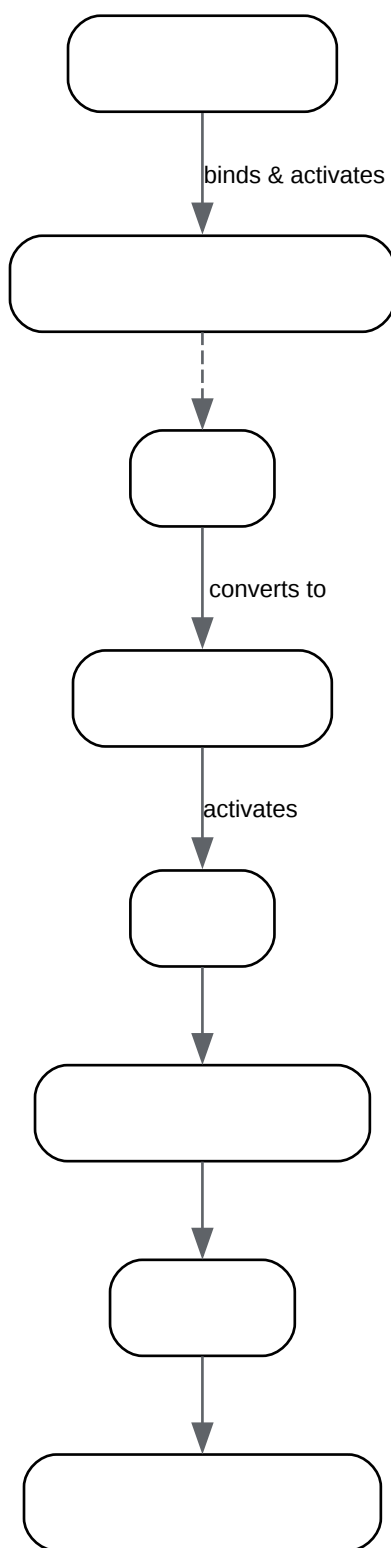 binds & activates
converts to
activates